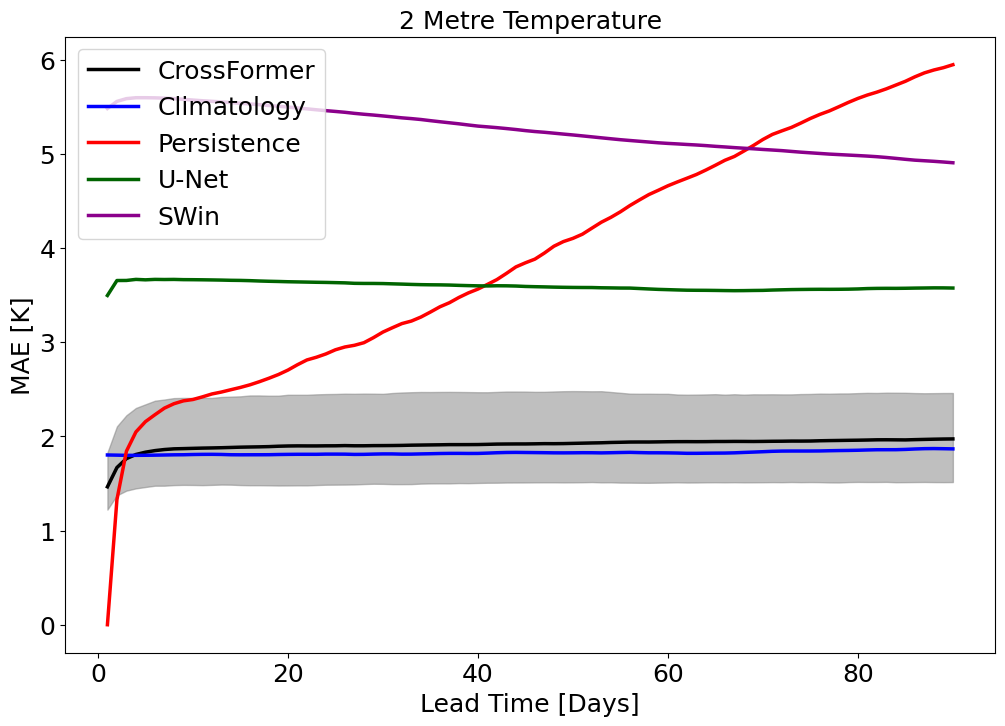 2 Metre Temperature
CrossFormer
Climatology
Persistence
U-Net
SWin
MAE [K]
6
5
4
3
2
1
0
0 20 40 60 80
Lead Time [Days]